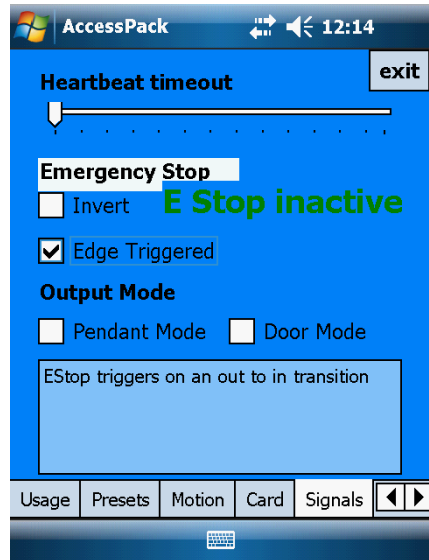 AccessPack 12:14
exit
Heartbeat timeout
Emergency Stop
Invert E Stop inactive
Edge Triggered
Output Mode
Pendant Mode Door Mode
EStop triggers on an out to in transition
Usage Presets Motion Card Signals